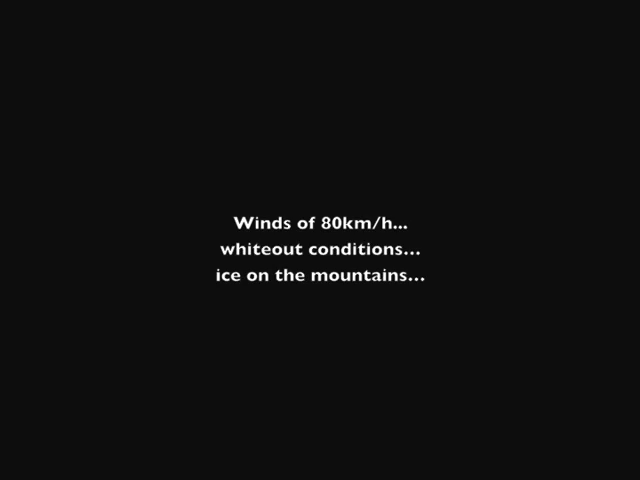 Winds of 80km/h...
whiteout conditions...
ice on the mountains...